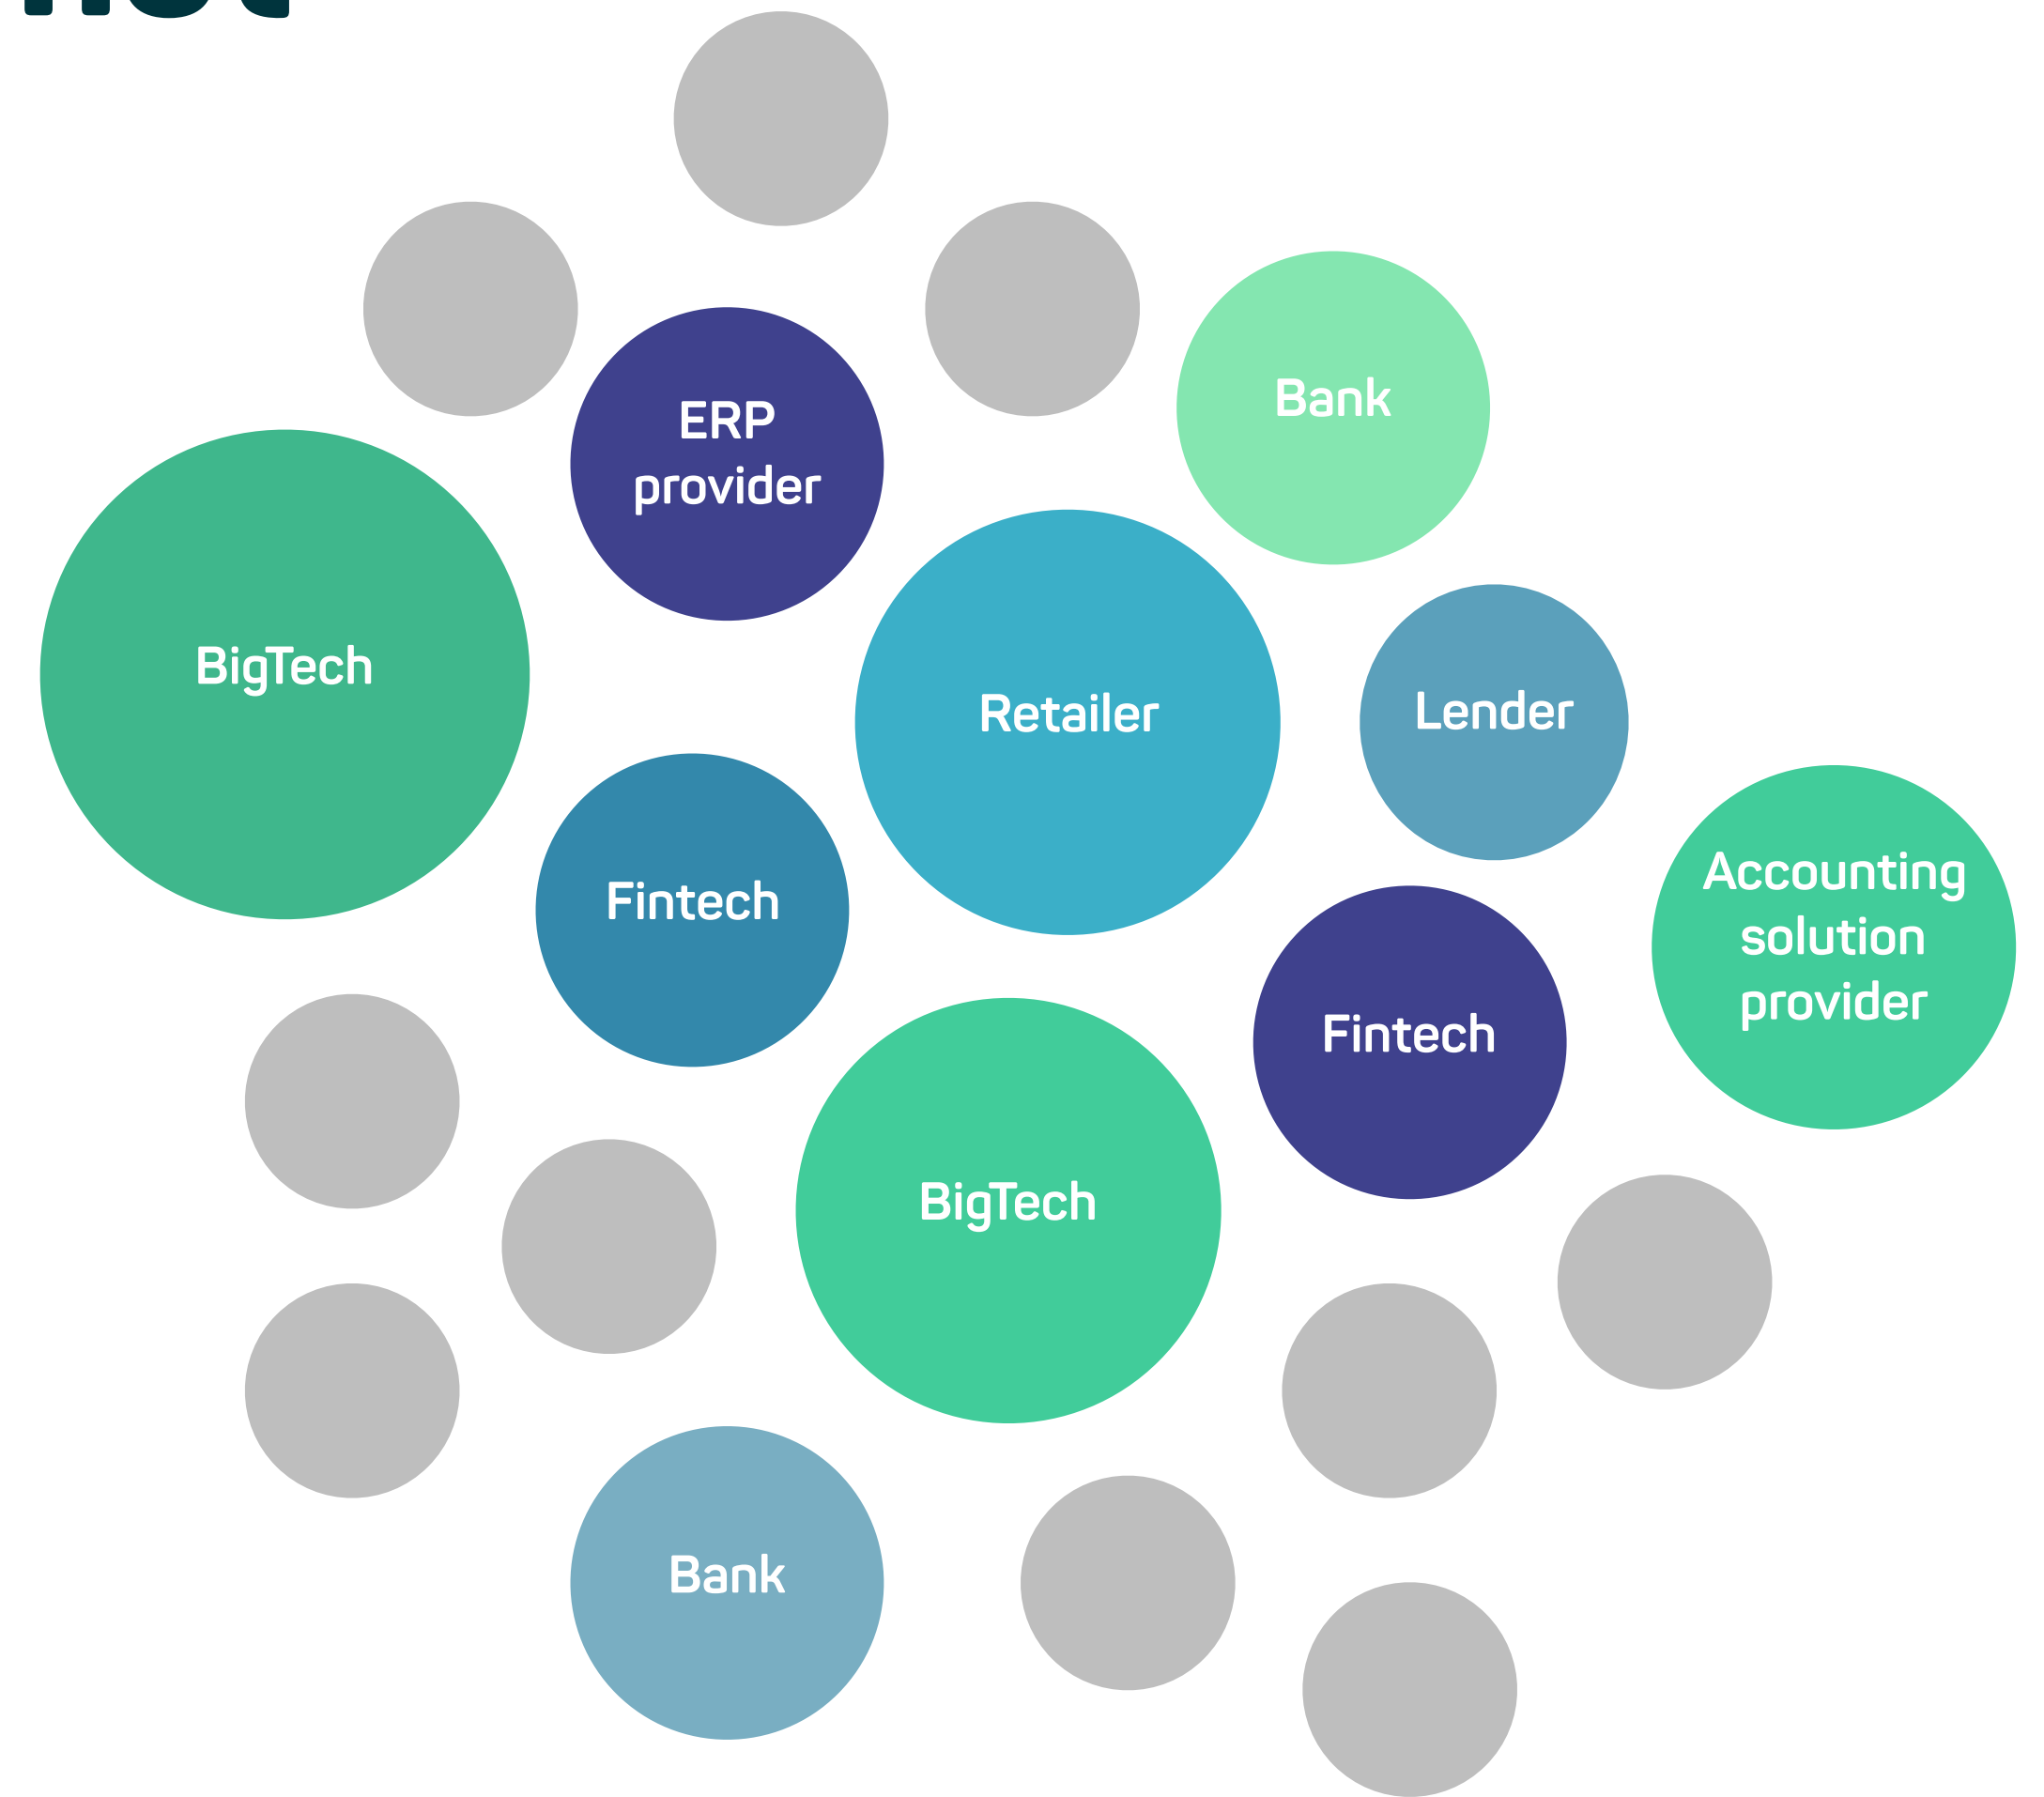 Bank
ERP
provider
BigTech
Retailer
Lender
Accounting
solution
provider
Fintech
Fintech
BigTech
Bank